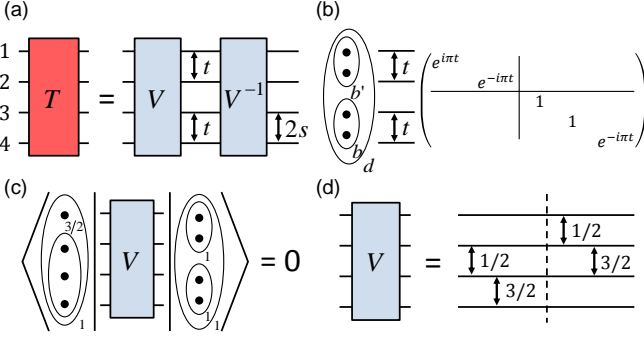 (a)
1
2
3
4
T
=
V
t
t
V⁻¹
2s
(b)
b'
b
d
t
t
e^{iπt}
e^{-iπt}
1
1
e^{-iπt}
(c)
3/2
1
V
1
1
1
= 0
(d)
V
=
1/2
1/2
3/2
3/2